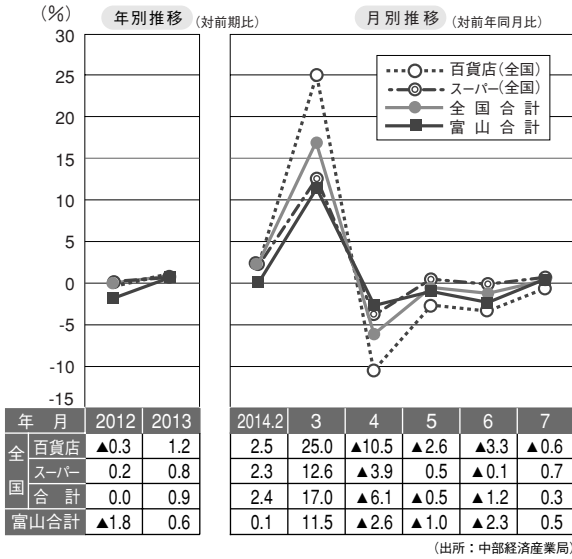 (%)
年別推移(対前期比)
月別推移(対前年同月比)
30
25
20
15
10
5
0
-5
-10
-15
百貨店(全国)
スーパー(全国)
全国合計
富山合計
年 月 2012 2013 2014.2 3 4 5 6 7
全国 百貨店 ▲0.3 1.2 2.5 25.0 ▲10.5 ▲2.6 ▲3.3 ▲0.6
スーパー 0.2 0.8 2.3 12.6 ▲3.9 0.5 ▲0.1 0.7
合 計 0.0 0.9 2.4 17.0 ▲6.1 ▲0.5 ▲1.2 0.3
富山合計 ▲1.8 0.6 0.1 11.5 ▲2.6 ▲1.0 ▲2.3 0.5
(出所:中部経済産業局)